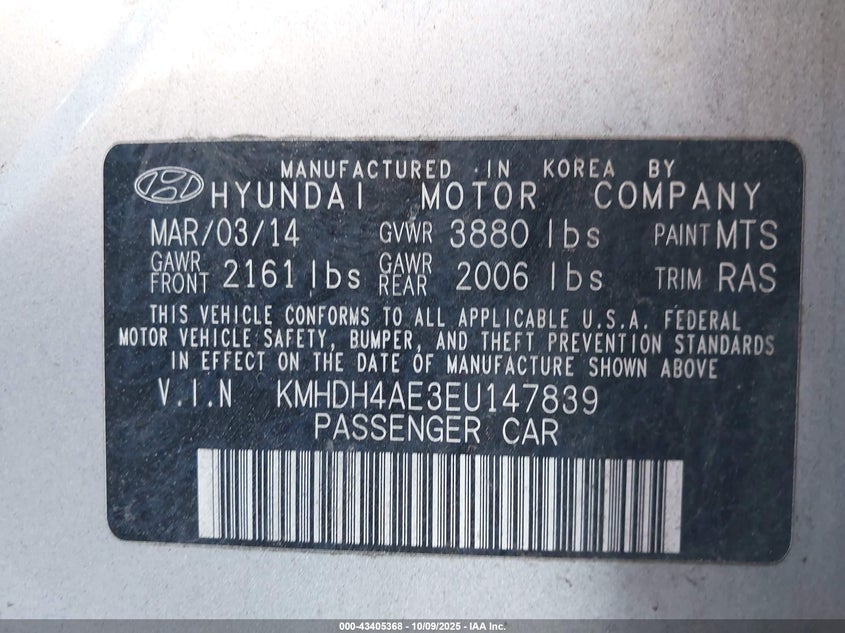 MANUFACTURED IN KOREA BY
HYUNDAI MOTOR COMPANY
MAR/03/14 GVWR 3880 lbs PAINT MTS
GAWR FRONT 2161 lbs GAWR REAR 2006 lbs TRIM RAS
THIS VEHICLE CONFORMS TO ALL APPLICABLE U.S.A. FEDERAL
MOTOR VEHICLE SAFETY, BUMPER, AND THEFT PREVENTION STANDARDS
IN EFFECT ON THE DATE OF MANUFACTURE SHOWN ABOVE
V.I.N KMHDH4AE3EU147839
PASSENGER CAR
000-43405368 - 10/09/2025 - IAA Inc.